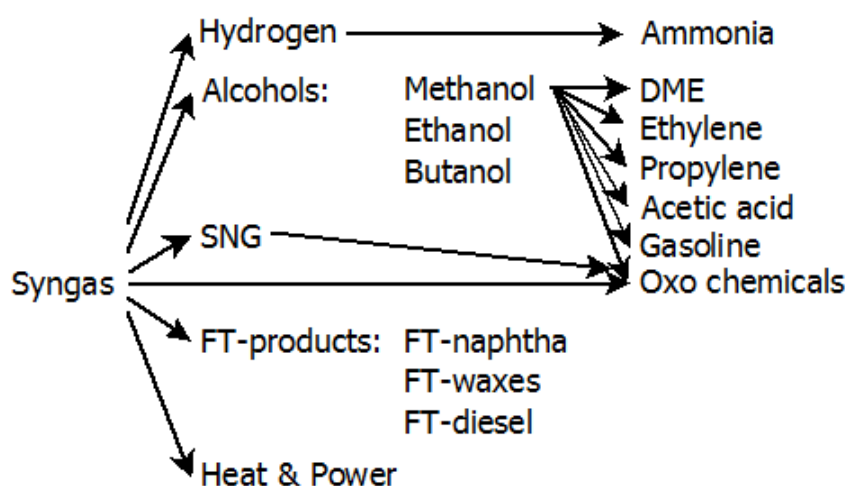 Hydrogen Ammonia
Alcohols: Methanol DME
Ethanol Ethylene
Butanol Propylene
Acetic acid
SNG Gasoline
Syngas Oxo chemicals
FT-products: FT-naphtha
FT-waxes
FT-diesel
Heat & Power